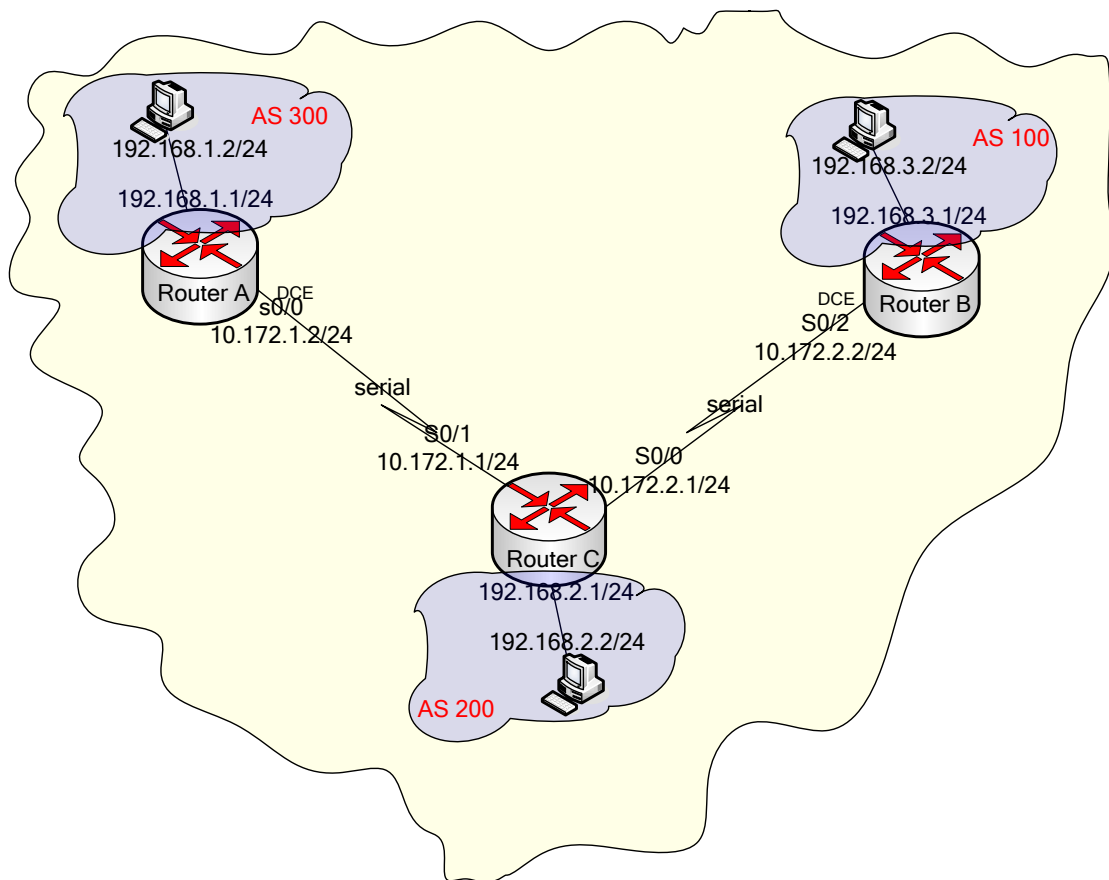 AS 300
192.168.1.2/24
192.168.1.1/24
Router A
DCE
s0/0
10.172.1.2/24
serial
S0/1
10.172.1.1/24
AS 100
192.168.3.2/24
192.168.3.1/24
Router B
DCE
S0/2
10.172.2.2/24
serial
S0/0
10.172.2.1/24
Router C
192.168.2.1/24
192.168.2.2/24
AS 200